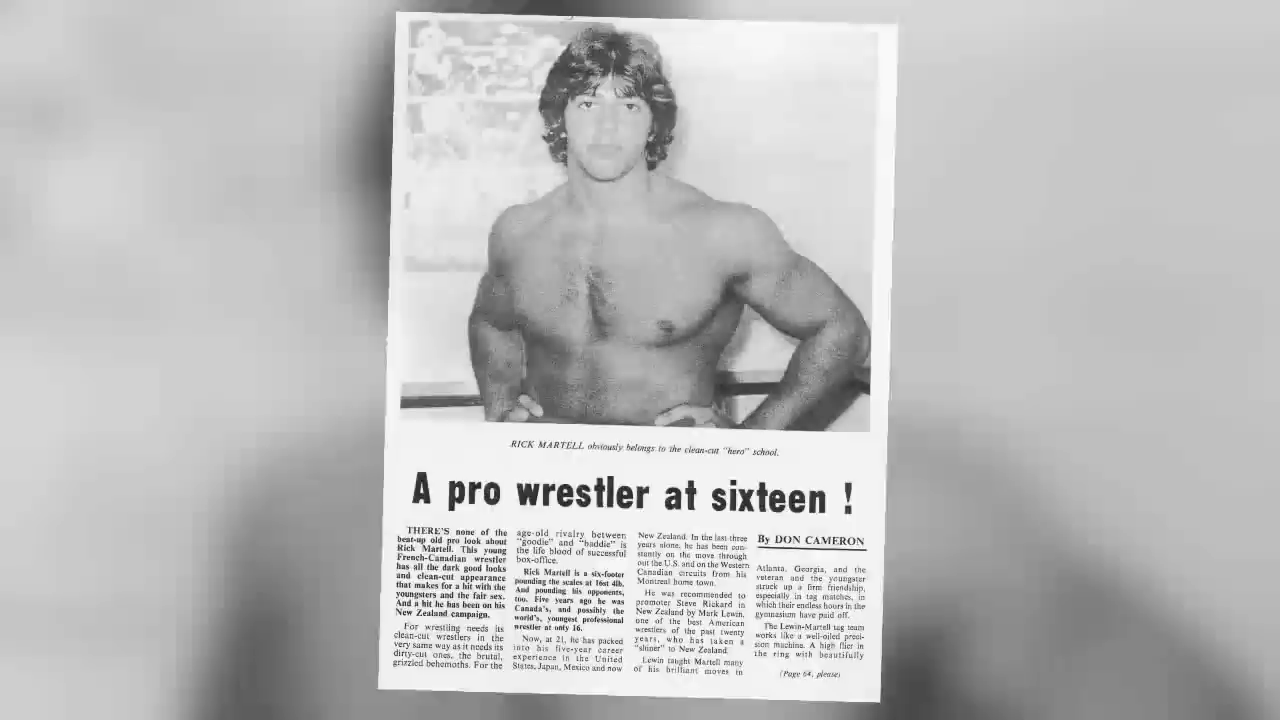 RICK MARTELL obviously belongs to the clean-cut "hero" school.
A pro wrestler at sixteen !
THERE'S none of the
beat-up old pro look about
Rick Martell. This young
French-Canadian wrestler
has all the dark good looks
and clean-cut appearance
that makes for a hit with the
youngsters and the fair sex.
And a hit he has been on his
New Zealand campaign.
For wrestling needs its
clean-cut wrestlers in the
very same way as it needs its
dirty-cut ones, the brutal,
grizzled behemoths. For the
age-old rivalry between
"goodie" and "baddie" is
the life blood of successful
box-office.
Rick Martell is a six-footer
pounding the scales at 16st 4lb.
And pounding his opponents,
too. Five years ago he was
Canada's, and possibly the
world's, youngest professional
wrestler at only 16.
Now, at 21, he has packed
into his five-year career
experience in the United
States, Japan, Mexico and now
New Zealand. In the last three
years alone, he has been con-
stantly on the move through
out the U.S. and on the Western
Canadian circuits from his
Montreal home town.
He was recommended to
promoter Steve Rickard in
New Zealand by Mark Lewin,
one of the best American
wrestlers of the past twenty
years, who has taken a
"shiner" to New Zealand.
Lewin taught Martell many
of his brilliant moves in
By DON CAMERON
Atlanta, Georgia, and the
veteran and the youngster
struck up a firm friendship,
especially in tag matches, in
which their endless hours in the
gymnasium have paid off.
The Lewin-Martell tag team
works like a well-oiled preci-
sion machine. A high flier in
the ring with beautifully
(Page 64, please)